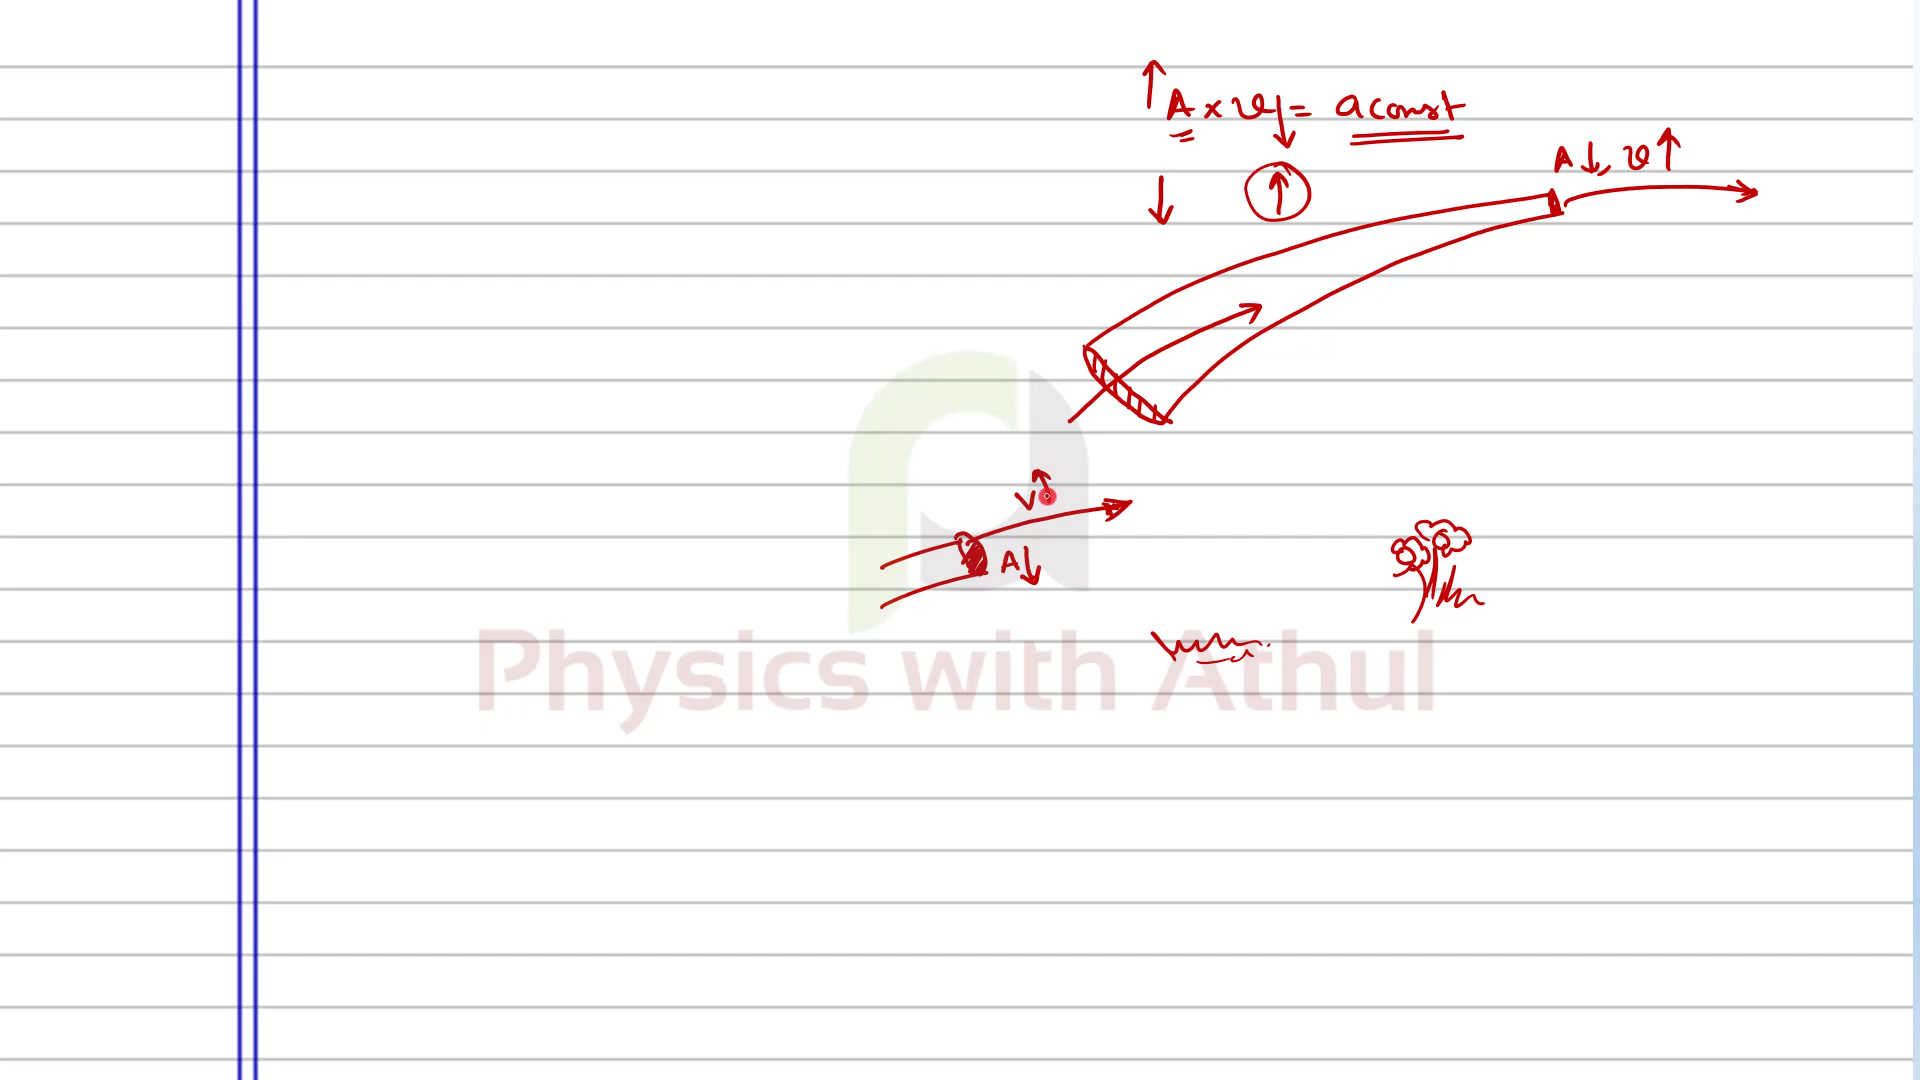 ↑A × v↓ = a const
↓ ↑
A↓, v↑
V↑
A↓
Physics with Athul